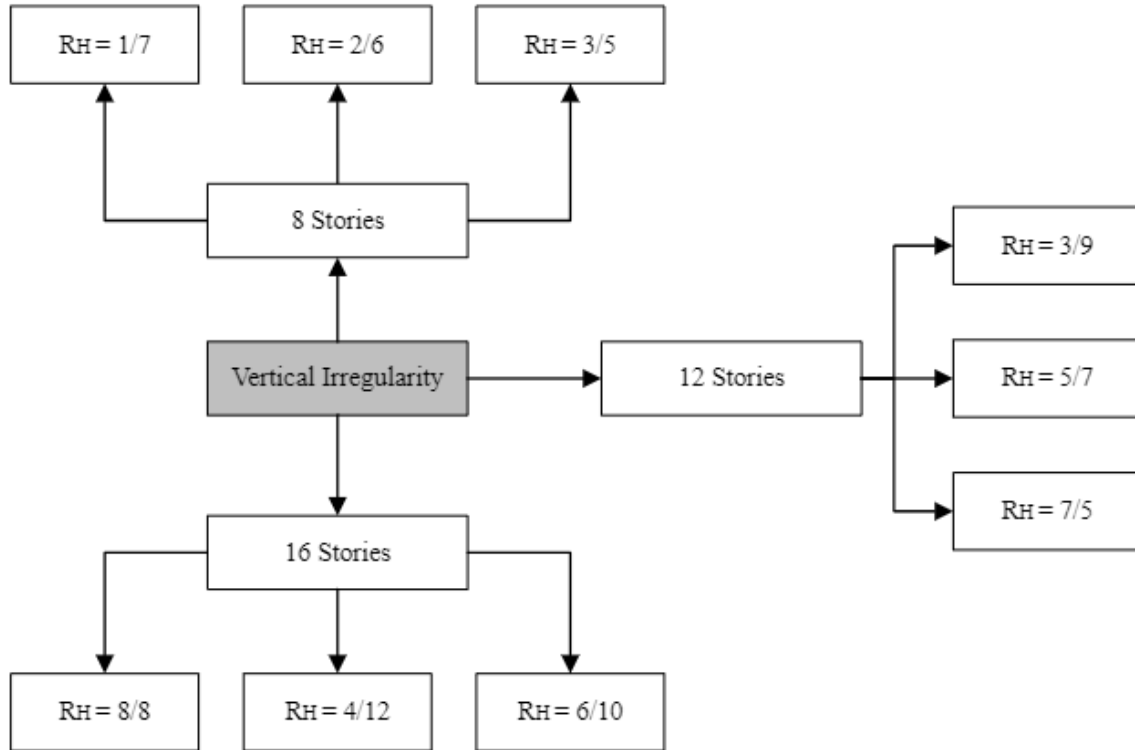 RH = 1/7
RH = 2/6
RH = 3/5
8 Stories
RH = 3/9
Vertical Irregularity
12 Stories
RH = 5/7
RH = 7/5
16 Stories
RH = 8/8
RH = 4/12
RH = 6/10